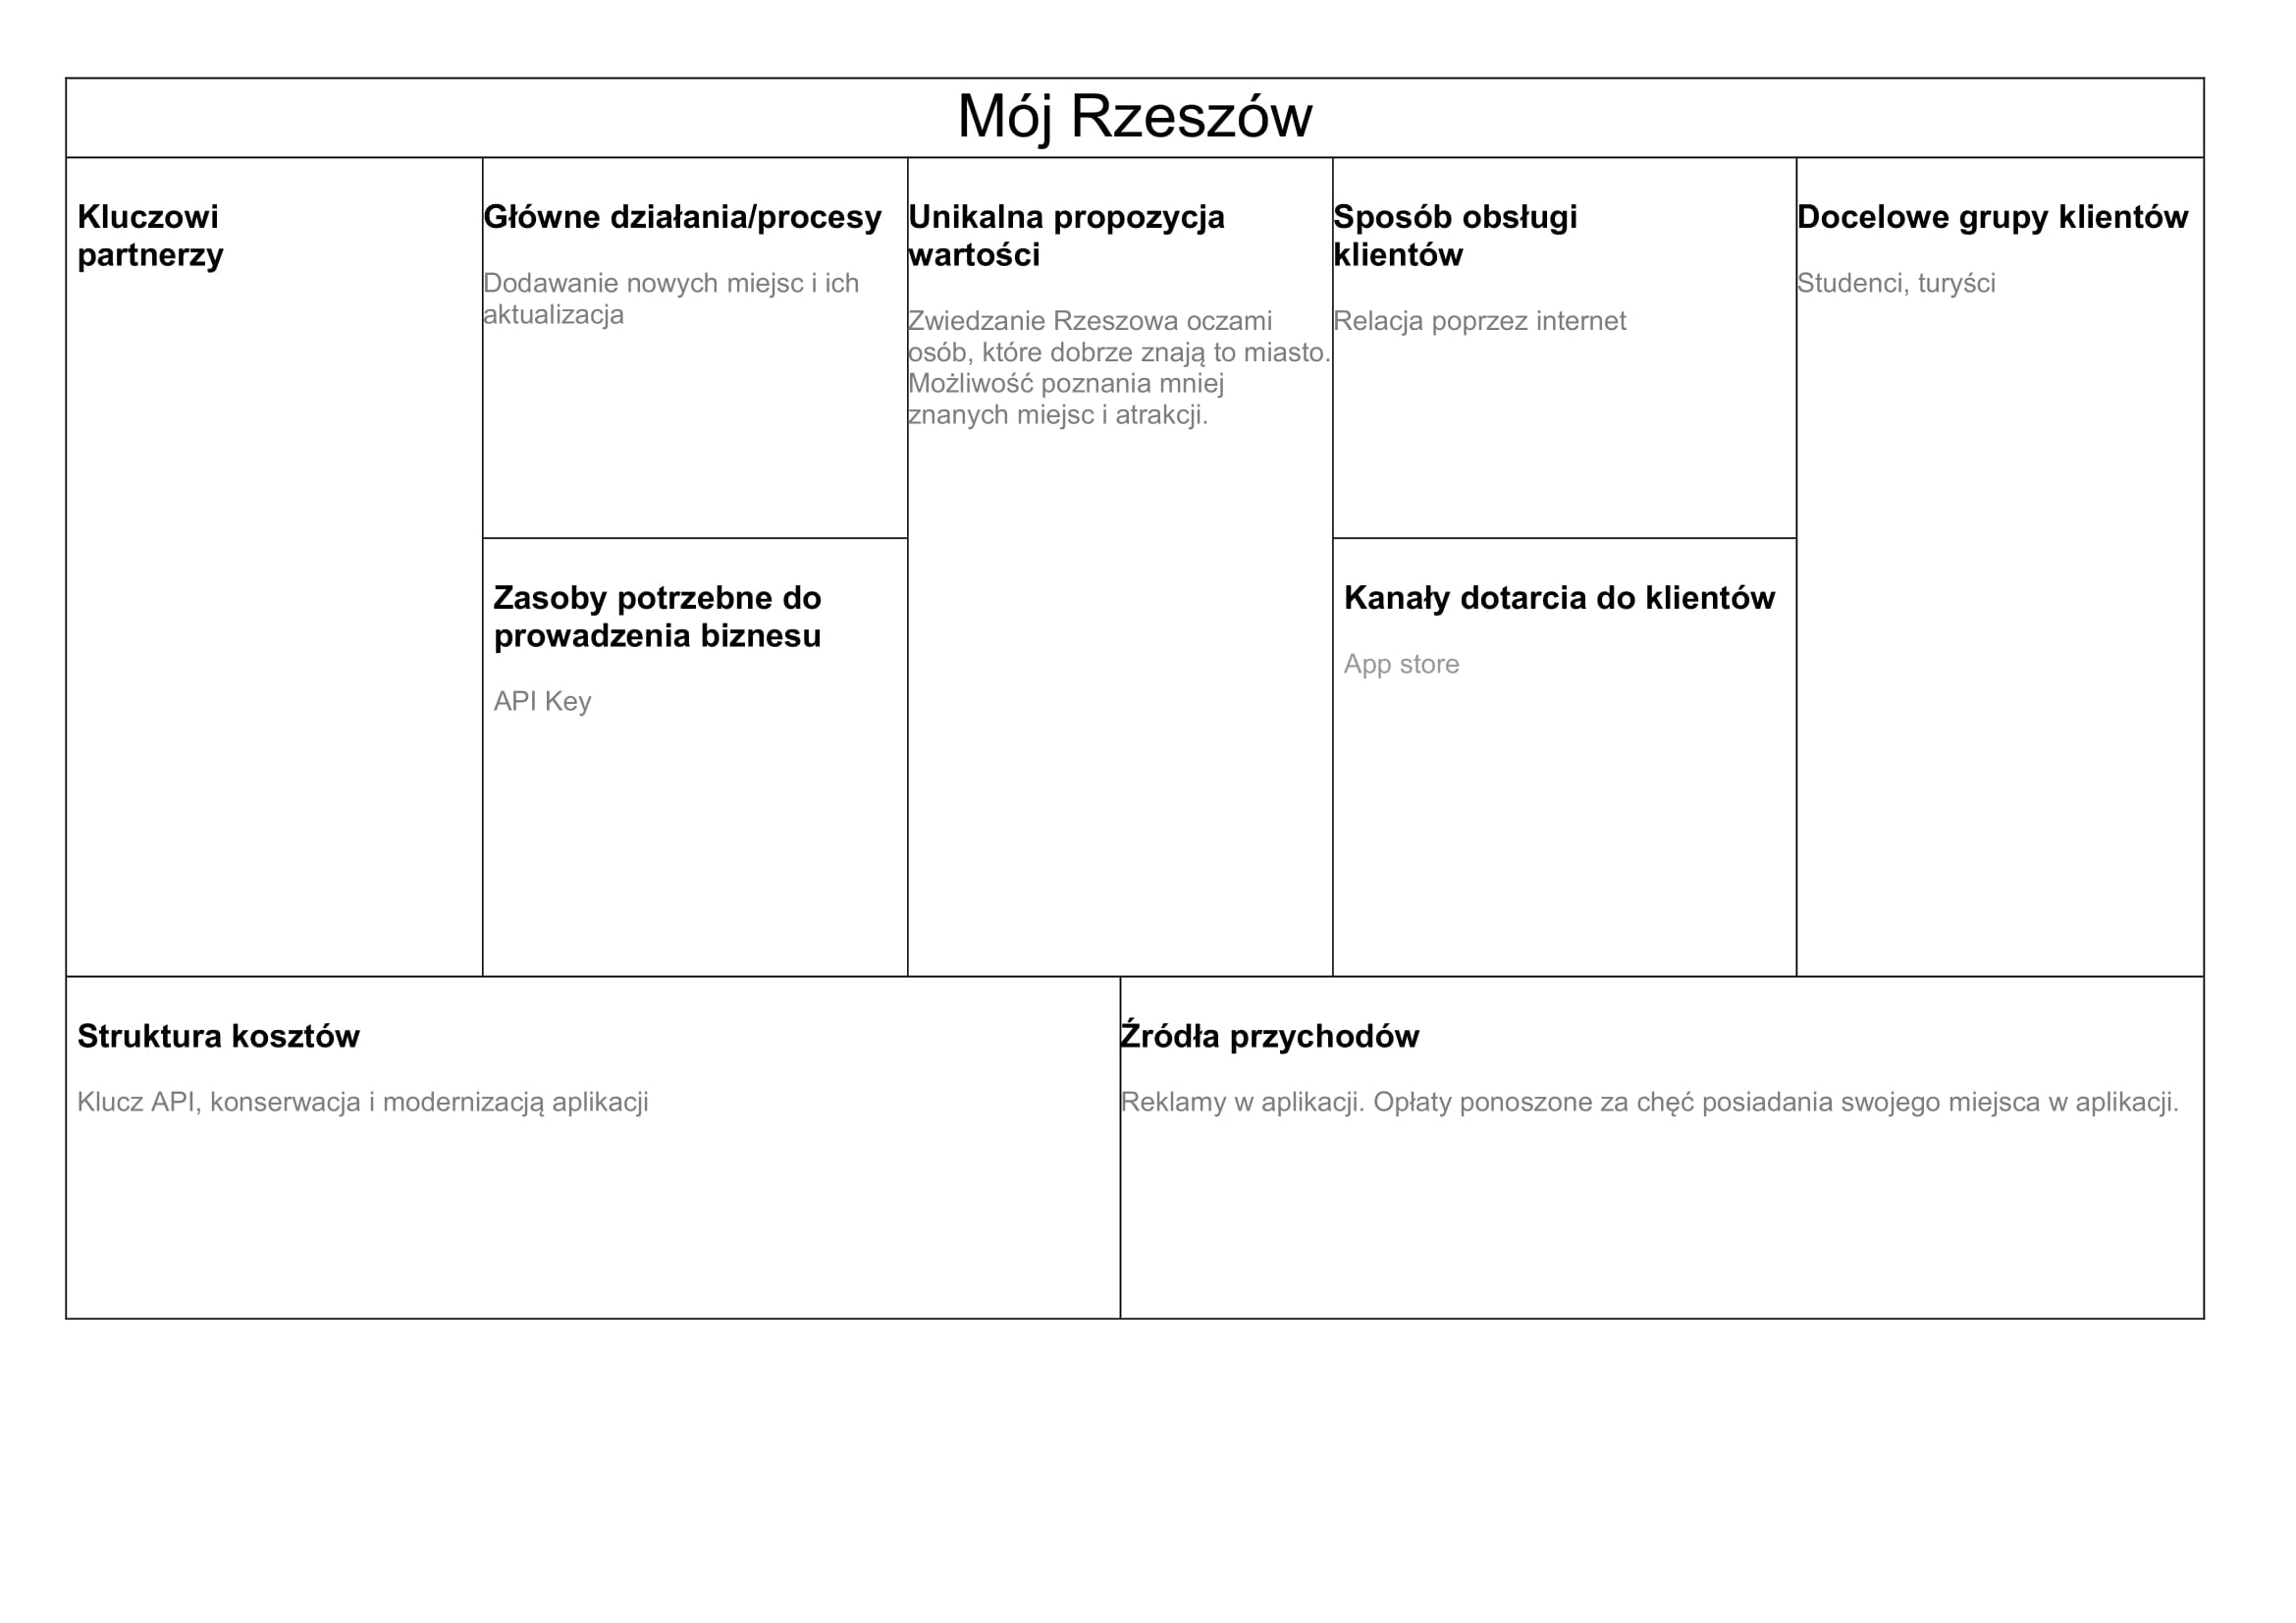 Mój Rzeszów
Kluczowi
partnerzy
Główne działania/procesy
Dodawanie nowych miejsc i ich
aktualizacja
Zasoby potrzebne do
prowadzenia biznesu
API Key
Unikalna propozycja
wartości
Zwiedzanie Rzeszowa oczami
osób, które dobrze znają to miasto.
Możliwość poznania mniej
znanych miejsc i atrakcji.
Sposób obsługi
klientów
Relacja poprzez internet
Kanały dotarcia do klientów
App store
Docelowe grupy klientów
Studenci, turyści
Struktura kosztów
Klucz API, konserwacja i modernizacją aplikacji
Źródła przychodów
Reklamy w aplikacji. Opłaty ponoszone za chęć posiadania swojego miejsca w aplikacji.